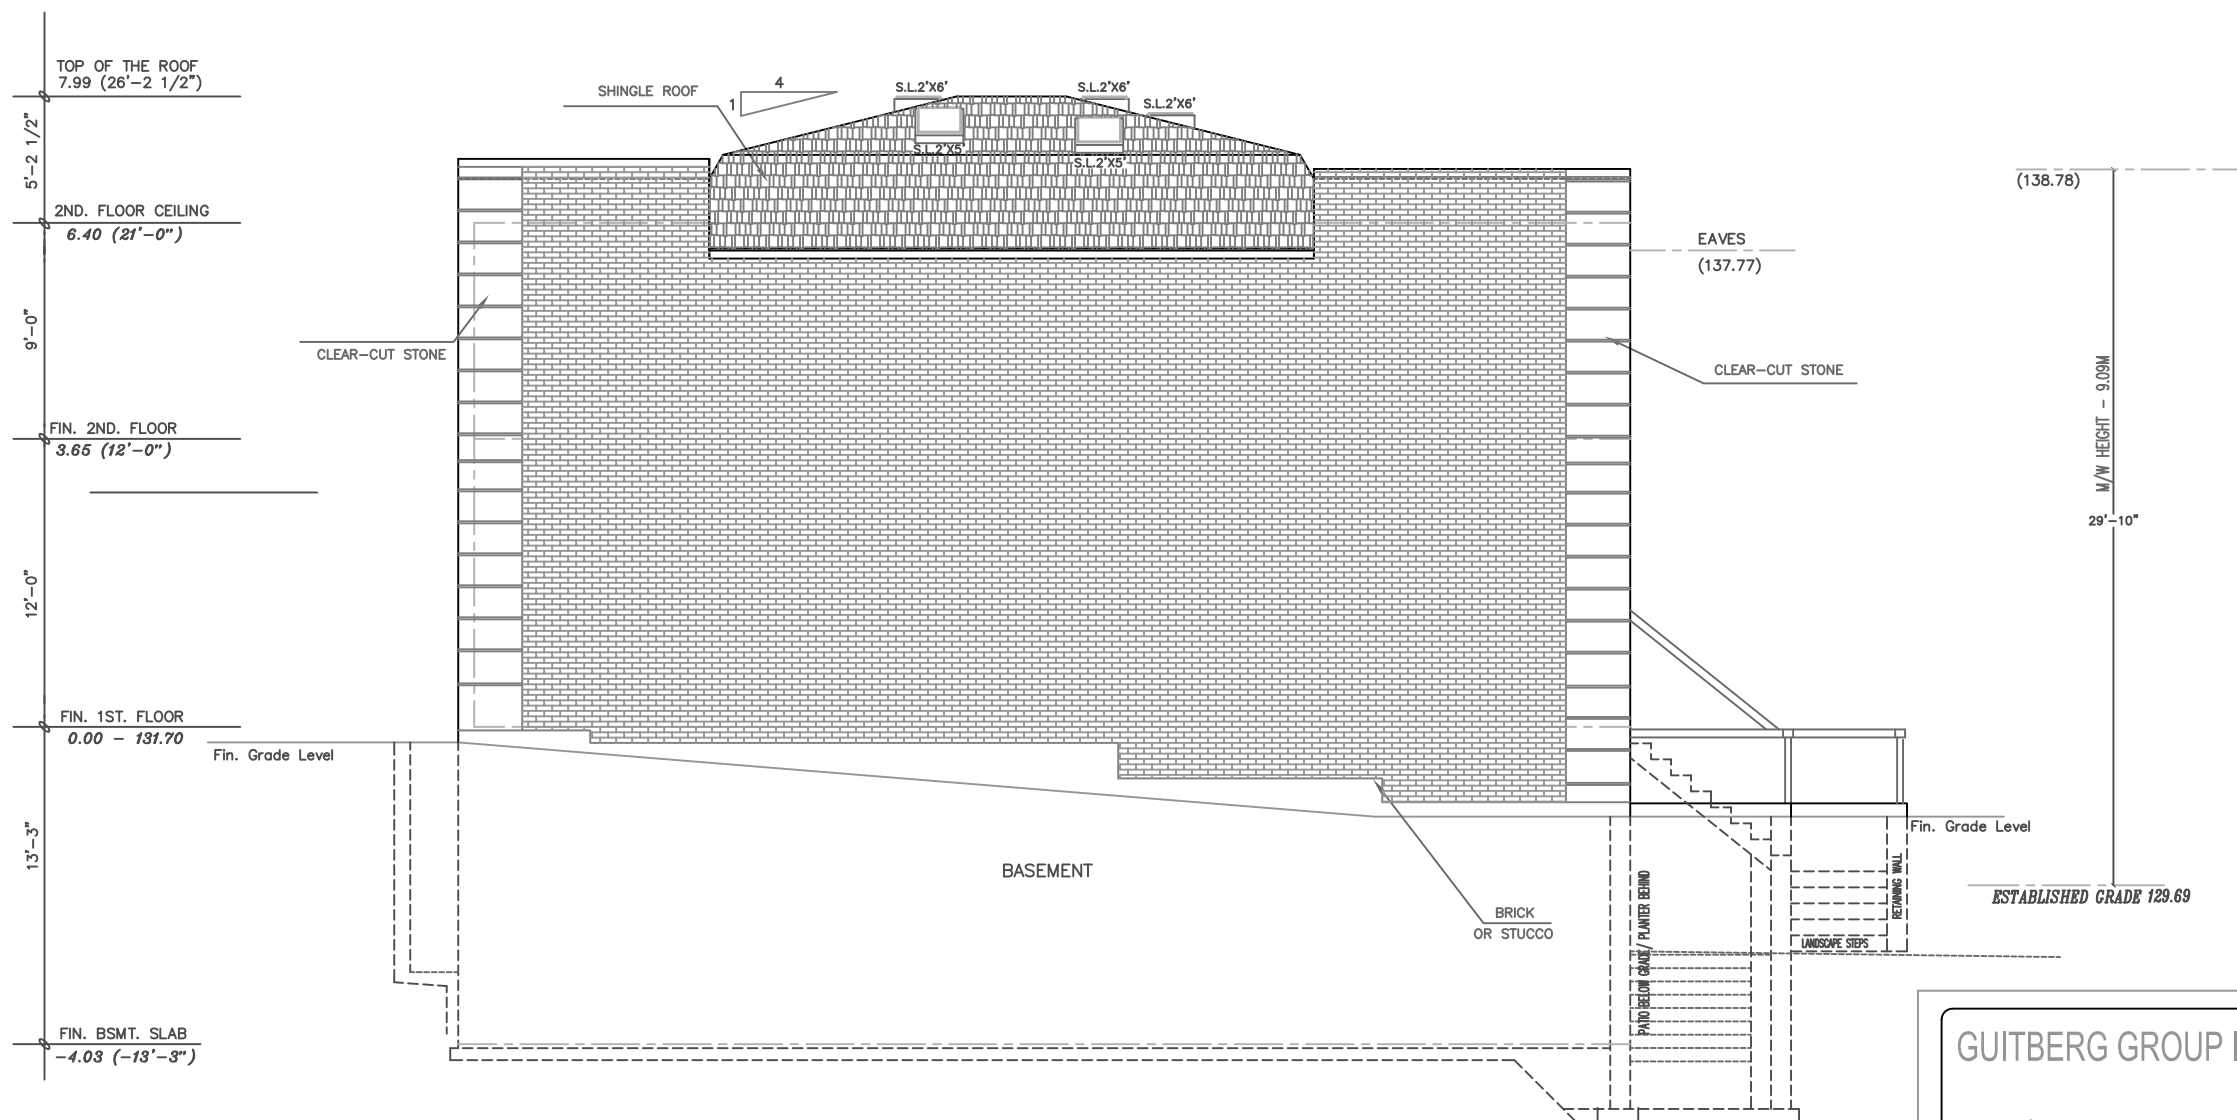 TOP OF THE ROOF
7.99 (26'-2 1/2")
5'-2 1/2"
2ND. FLOOR CEILING
6.40 (21'-0")
9'-0"
FIN. 2ND. FLOOR
3.65 (12'-0")
12'-0"
FIN. 1ST. FLOOR
0.00 - 131.70
Fin. Grade Level
13'-3"
FIN. BSMT. SLAB
-4.03 (-13'-3")
SHINGLE ROOF
4
1
S.L.2'X6'
S.L.2'X6'
S.L.2'X6'
S.L.2'X5'
S.L.2'X5'
CLEAR-CUT STONE
EAVES
(137.77)
CLEAR-CUT STONE
(138.78)
M/W HEIGHT - 9.09M
29'-10"
Fin. Grade Level
ESTABLISHED GRADE 129.69
BASEMENT
BRICK
OR STUCCO
PATIO BELOW GRADE/ PLANTER BEHIND
RETAINING WALL
LANDSCAPE STEPS
GUITBERG GROUP